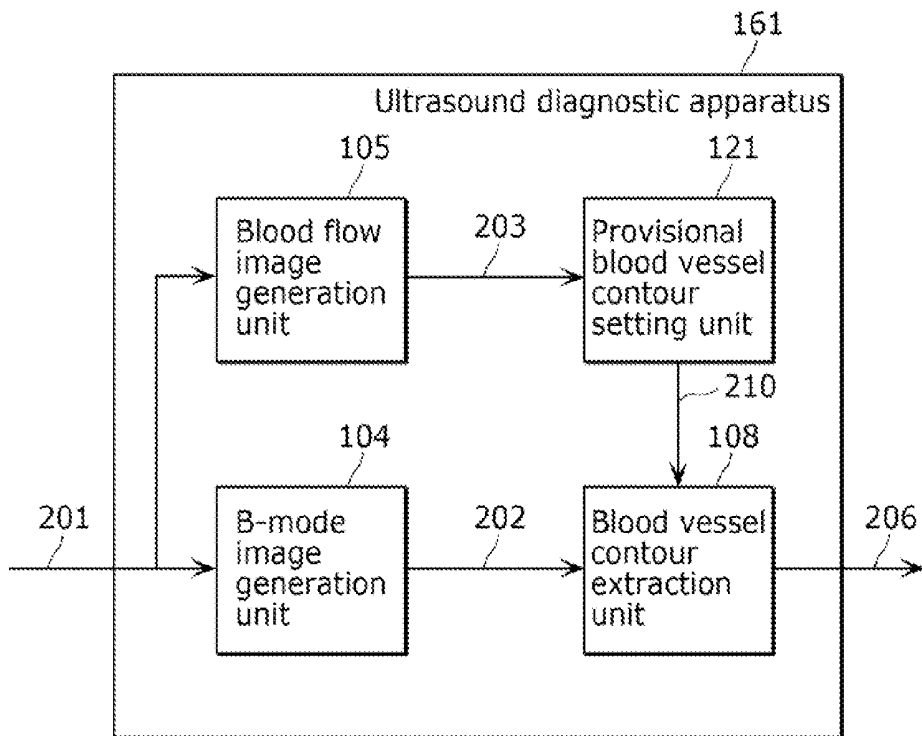 161
Ultrasound diagnostic apparatus
105
121
Blood flow
image
generation
unit
203
Provisional
blood vessel
contour
setting unit
210
104
108
201
B-mode
image
generation
unit
202
Blood vessel
contour
extraction
unit
206